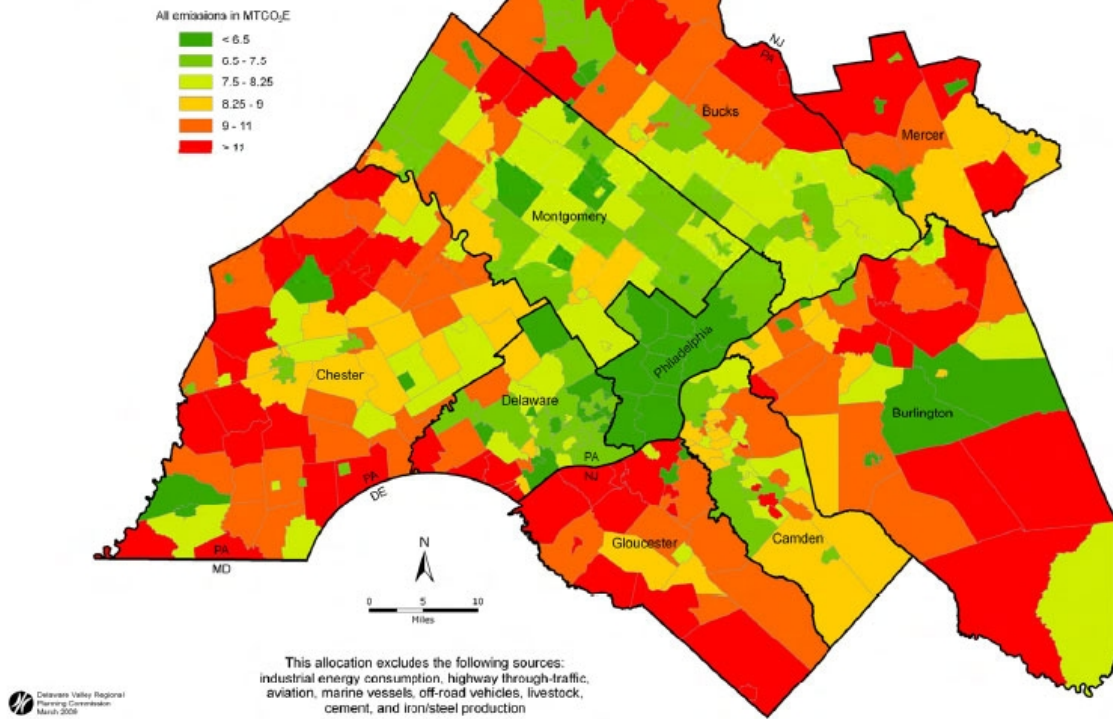 All emissions in MTCO₂E
< 6.5
6.5 - 7.5
7.5 - 8.25
8.25 - 9
9 - 11
> 11
NJ
PA
Bucks
Mercer
Montgomery
Philadelphia
Chester
Delaware
Burlington
PA
NJ
PA
DE
Gloucester
Camden
PA
MD
N
0 5 10
Miles
This allocation excludes the following sources:
industrial energy consumption, highway through-traffic,
aviation, marine vessels, off-road vehicles, livestock,
cement, and iron/steel production
Delaware Valley Regional
Planning Commission
March 2009